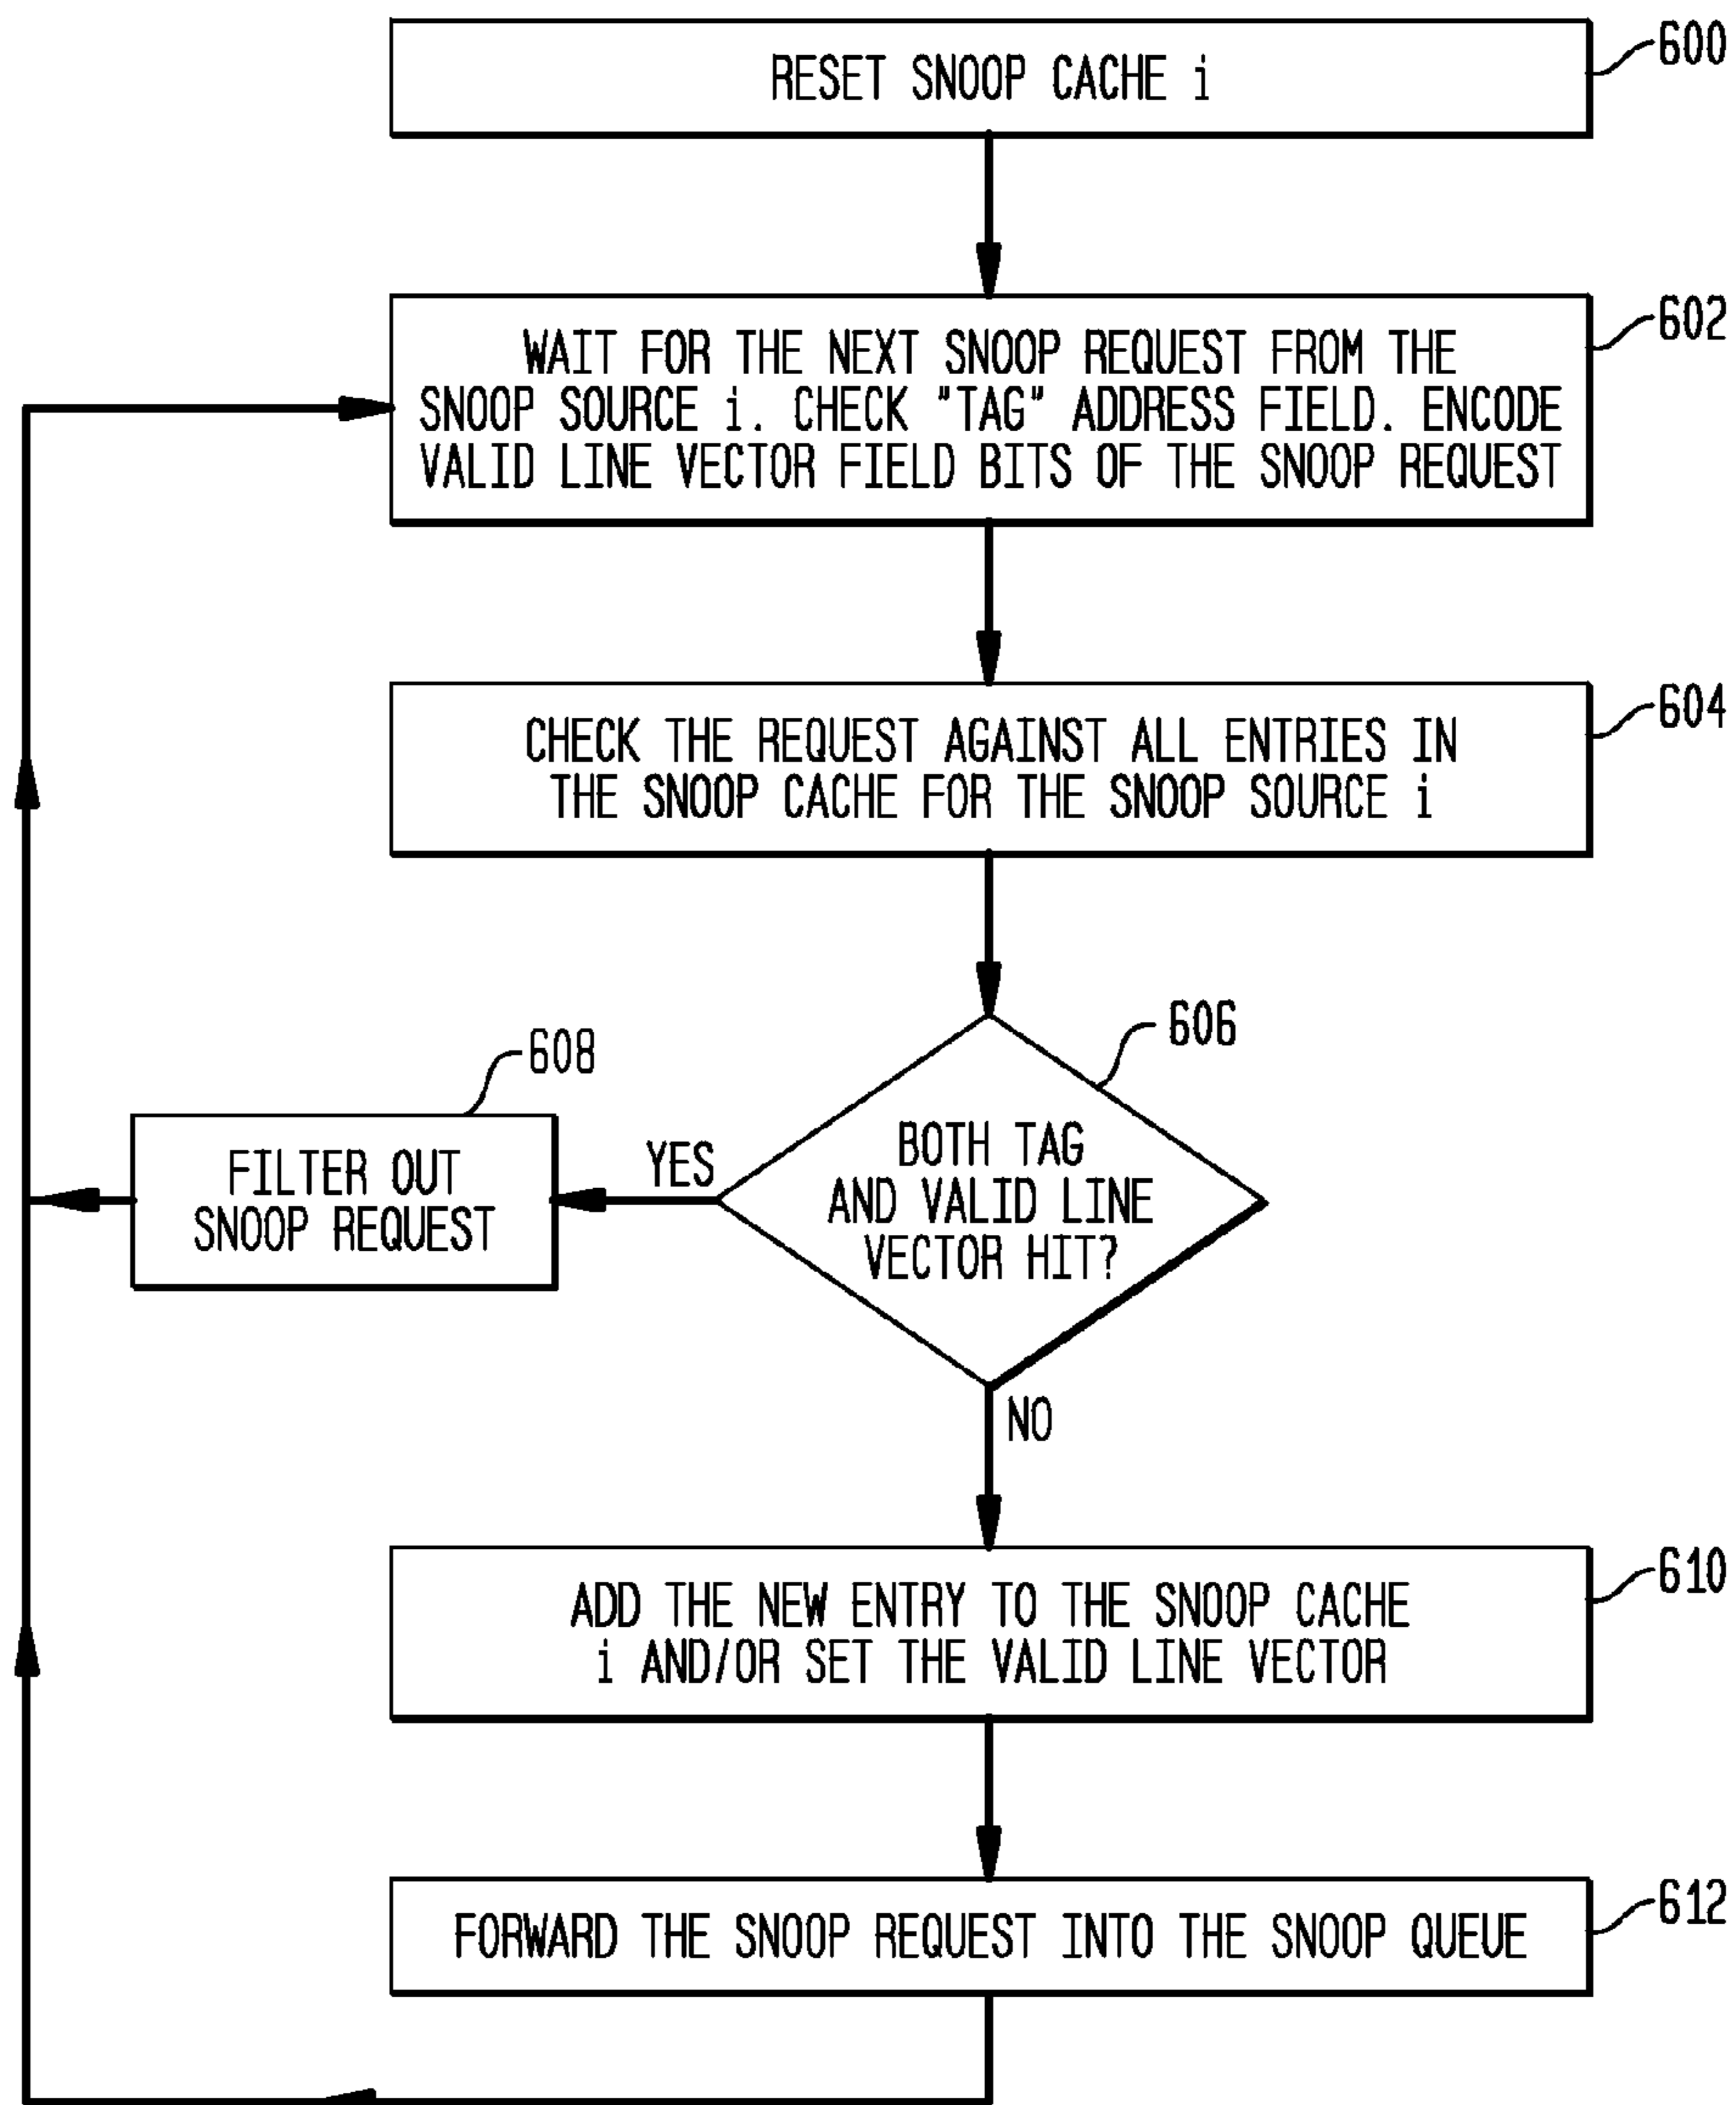 RESET SNOOP CACHE i
600
WAIT FOR THE NEXT SNOOP REQUEST FROM THE
SNOOP SOURCE i. CHECK "TAG" ADDRESS FIELD. ENCODE
VALID LINE VECTOR FIELD BITS OF THE SNOOP REQUEST
602
CHECK THE REQUEST AGAINST ALL ENTRIES IN
THE SNOOP CACHE FOR THE SNOOP SOURCE i
604
BOTH TAG
AND VALID LINE
VECTOR HIT?
606
YES
FILTER OUT
SNOOP REQUEST
608
NO
ADD THE NEW ENTRY TO THE SNOOP CACHE
i AND/OR SET THE VALID LINE VECTOR
610
FORWARD THE SNOOP REQUEST INTO THE SNOOP QUEUE
612